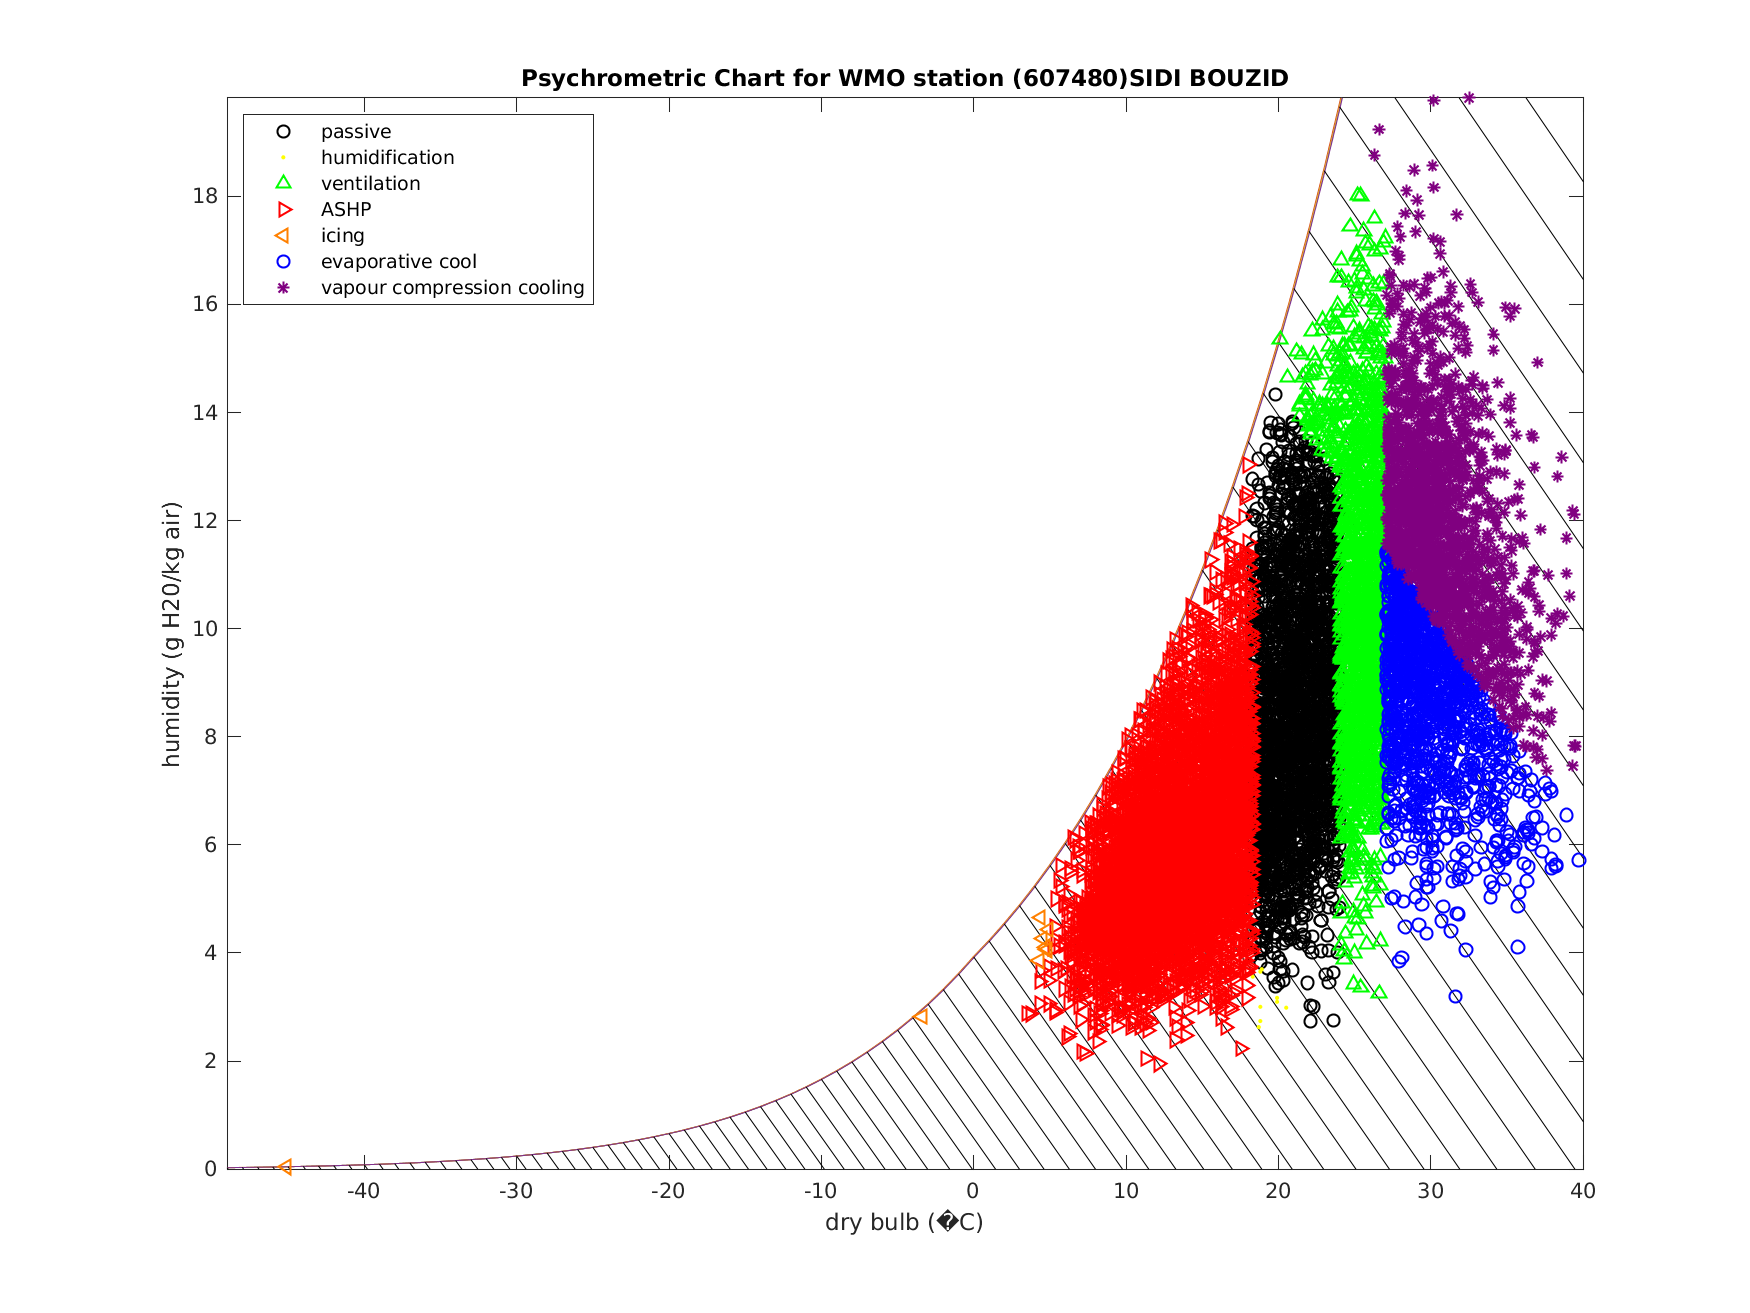 Psychrometric Chart for WMO station (607480)SIDI BOUZID
passive
humidification
ventilation
ASHP
icing
evaporative cool
vapour compression cooling
humidity (g H20/kg air)
18
16
14
12
10
8
6
4
2
0
-40 -30 -20 -10 0 10 20 30 40
dry bulb (�C)